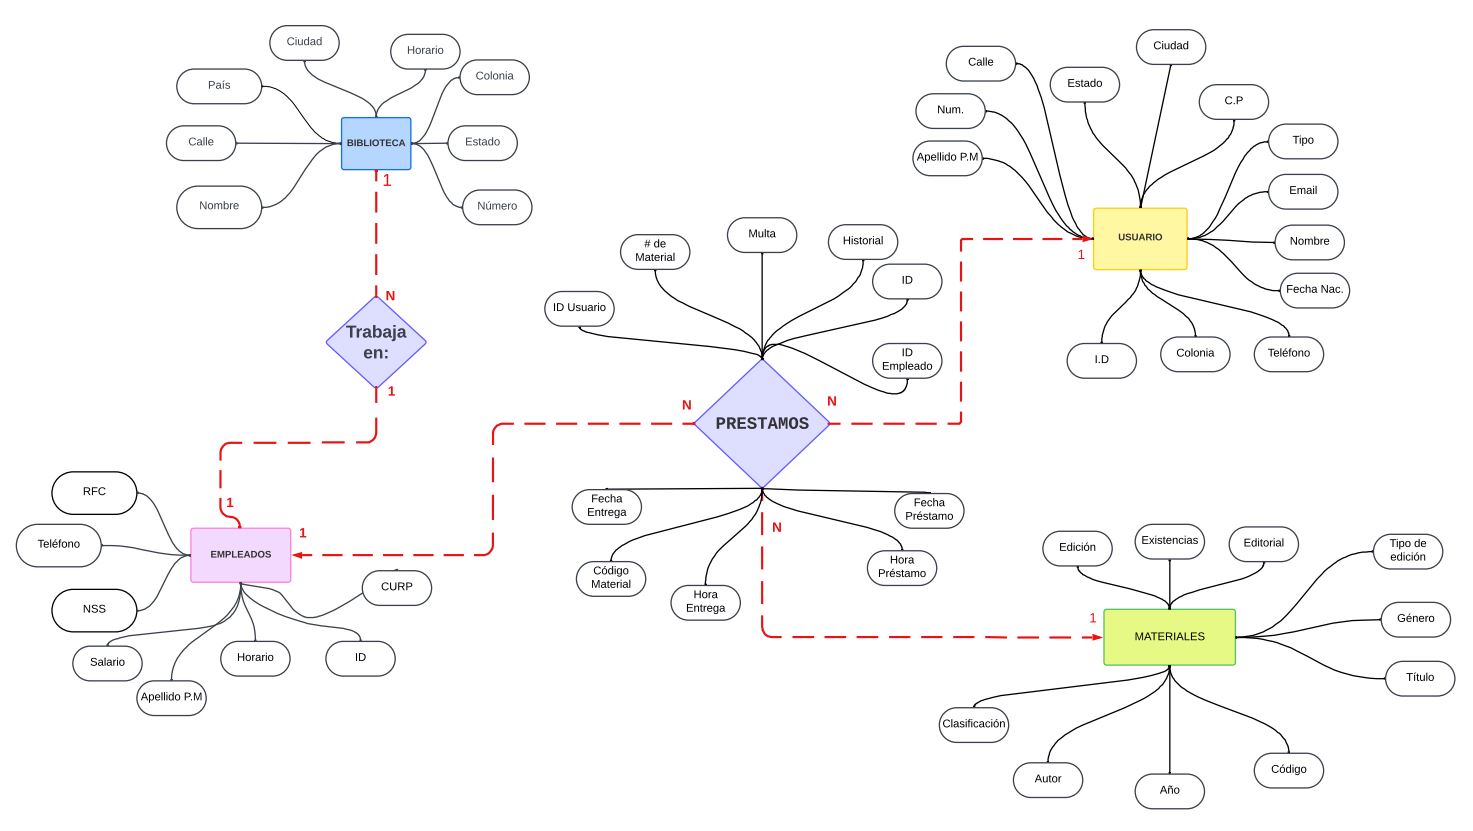 Ciudad
Horario
País
Colonia
Calle
BIBLIOTECA
Estado
Nombre
Número
1
N
Trabaja
en:
1
1
RFC
Teléfono
NSS
EMPLEADOS
1
CURP
Salario
Apellido P.M
Horario
ID
# de
Material
Multa
Historial
ID
ID Usuario
ID
Empleado
N
PRESTAMOS
N
Fecha
Entrega
Fecha
Préstamo
N
Código
Material
Hora
Entrega
Hora
Préstamo
Calle
Estado
Ciudad
C.P
Num.
Apellido P.M
Tipo
Email
USUARIO
1
Nombre
Fecha Nac.
I.D
Colonia
Teléfono
Edición
Existencias
Editorial
Tipo de
edición
1
MATERIALES
Género
Título
Clasificación
Autor
Año
Código